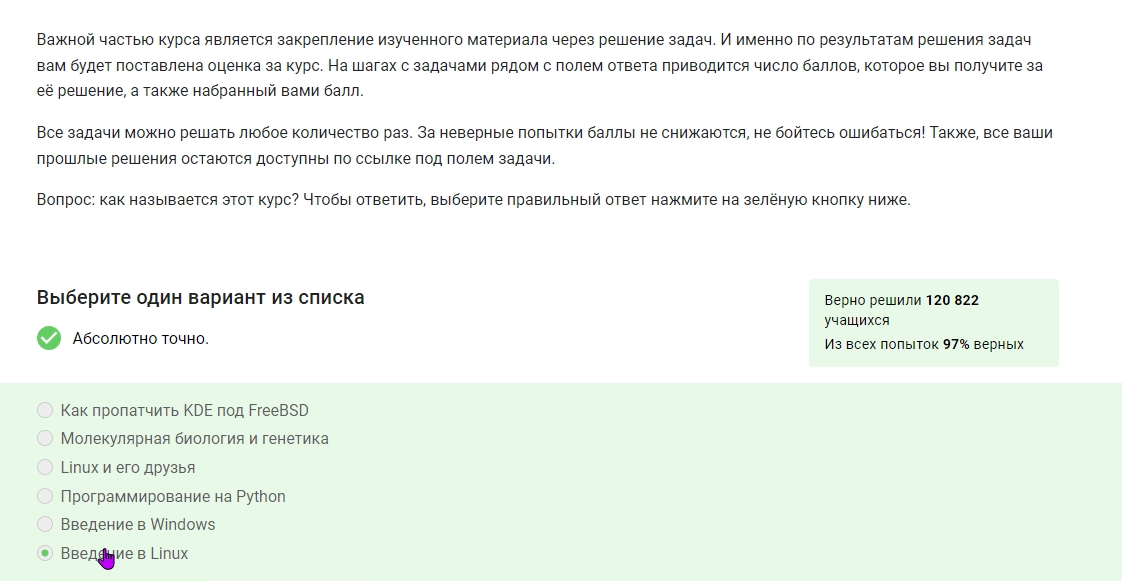 Важной частью курса является закрепление изученного материала через решение задач. И именно по результатам решения задач
вам будет поставлена оценка за курс. На шагах с задачами рядом с полем ответа приводится число баллов, которое вы получите за
её решение, а также набранный вами балл.
Все задачи можно решать любое количество раз. За неверные попытки баллы не снижаются, не бойтесь ошибаться! Также, все ваши
прошлые решения остаются доступны по ссылке под полем задачи.
Вопрос: как называется этот курс? Чтобы ответить, выберите правильный ответ нажмите на зелёную кнопку ниже.
Выберите один вариант из списка
Абсолютно точно.
Верно решили 120 822
учащихся
Из всех попыток 97% верных
Как пропатчить KDE под FreeBSD
Молекулярная биология и генетика
Linux и его друзья
Программирование на Python
Введение в Windows
Введение в Linux